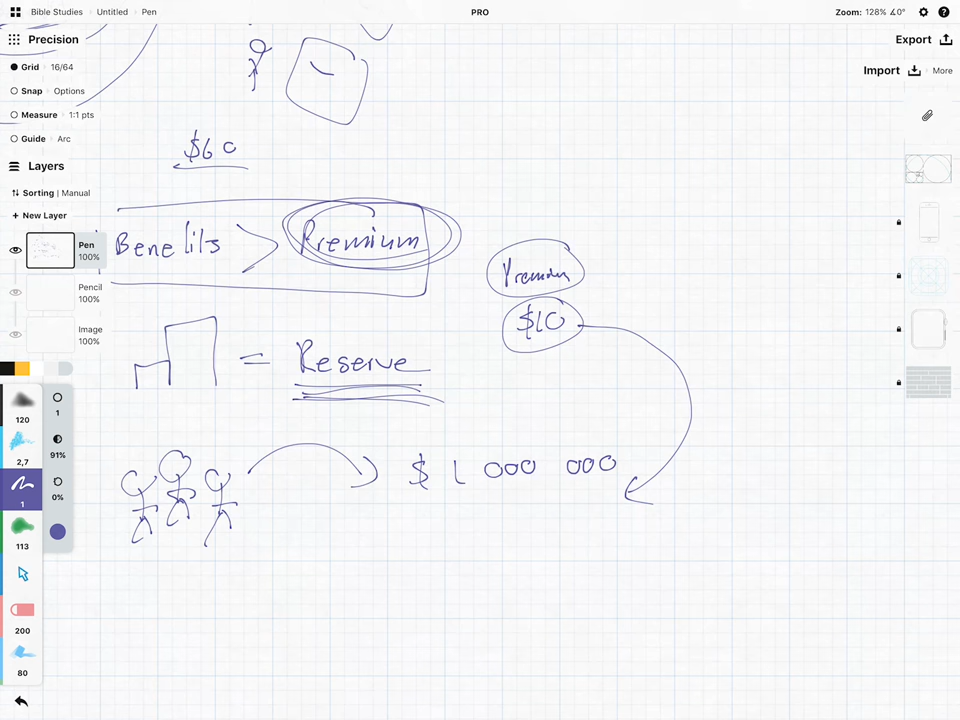 Bible Studies Untitled Pen
PRO
Zoom: 128% ∠0°
Precision
Export
Grid 16/64
Import More
Snap Options
Measure 1:1 pts
Guide Arc
$60
Layers
Sorting | Manual
New Layer
Benefits > Premium
Pen
100%
Premium
Pencil
100%
$10
Image
100%
= Reserve
120
1
91%
2,7
0%
1
$ 1 000 000
113
200
80